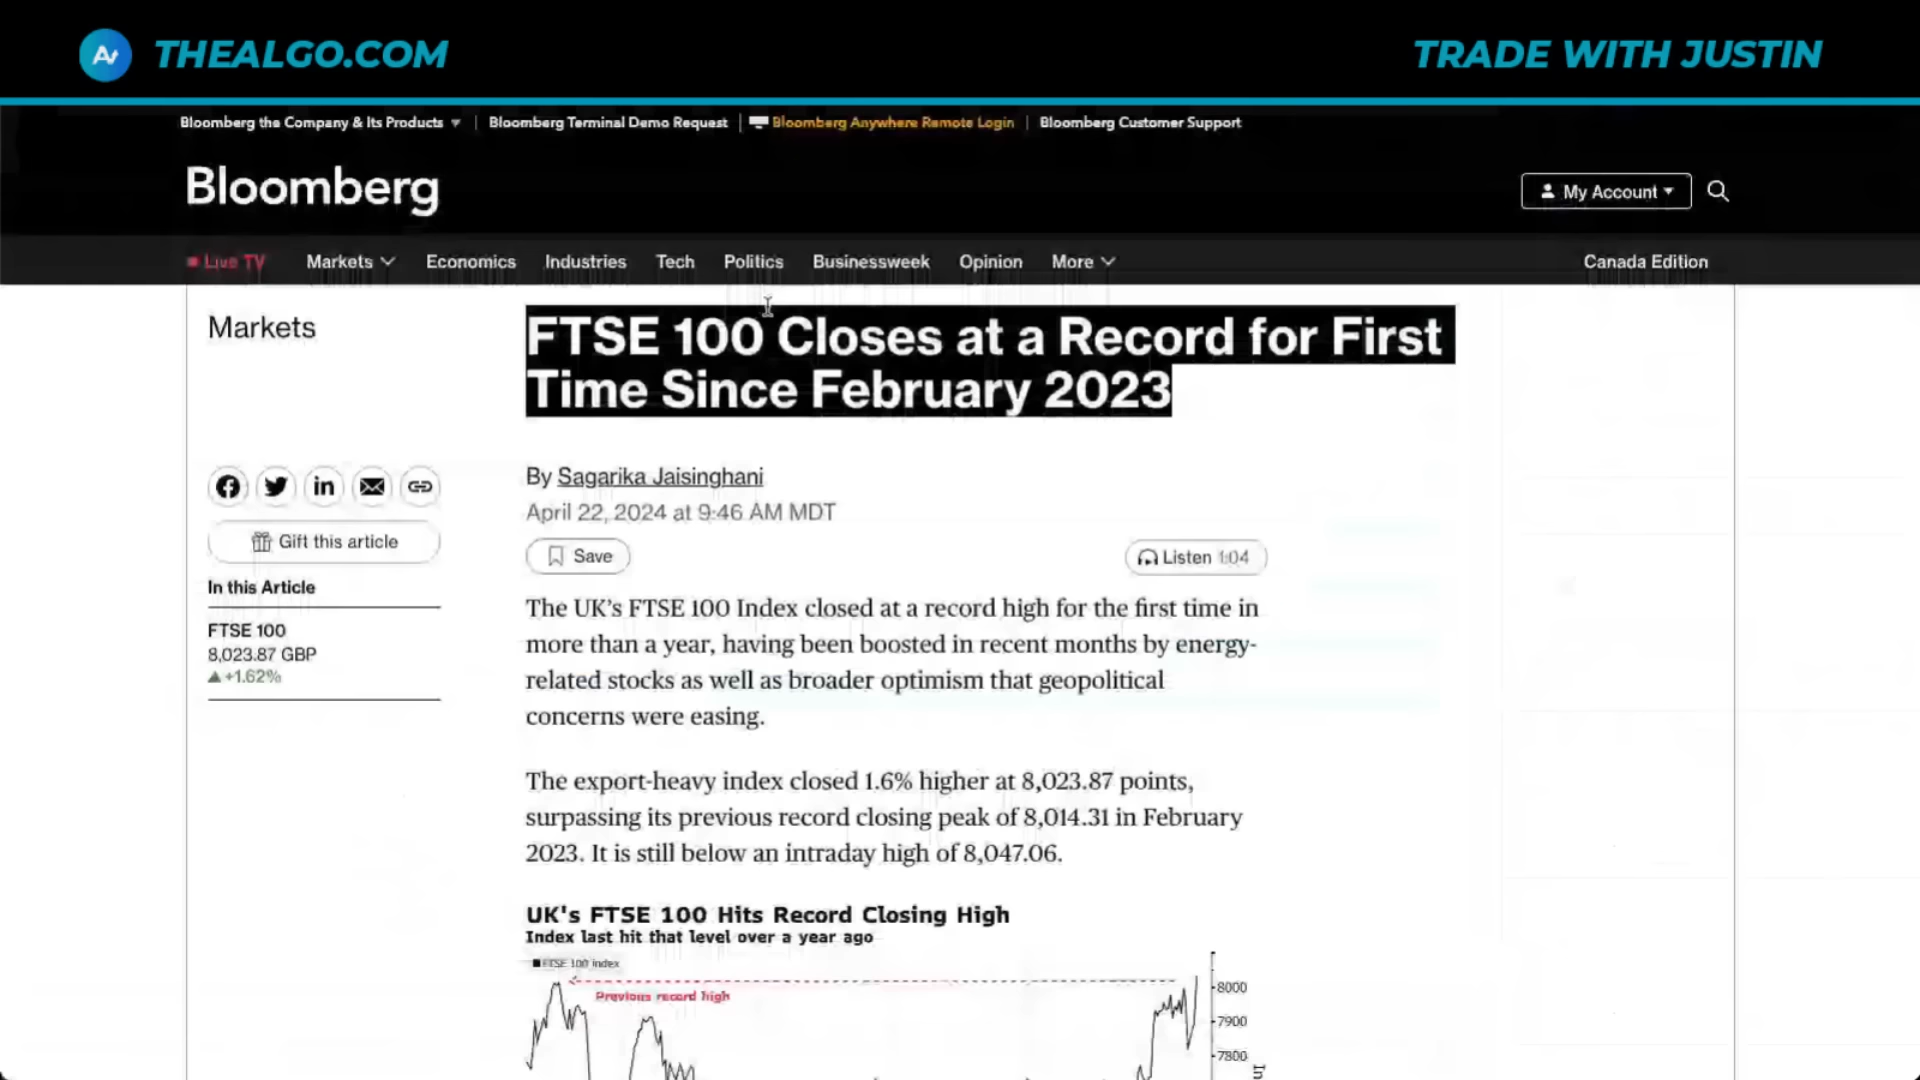 THEALGO.COM
TRADE WITH JUSTIN
Bloomberg the Company & Its Products
Bloomberg Terminal Demo Request
Bloomberg Anywhere Remote Login
Bloomberg Customer Support
Bloomberg
My Account
Live TV
Markets
Economics
Industries
Tech
Politics
Businessweek
Opinion
More
Canada Edition
Markets
FTSE 100 Closes at a Record for First
Time Since February 2023
By Sagarika Jaisinghani
April 22, 2024 at 9:46 AM MDT
Gift this article
Save
Listen 1:04
In this Article
FTSE 100
8,023.87 GBP
▲ +1.62%
The UK’s FTSE 100 Index closed at a record high for the first time in
more than a year, having been boosted in recent months by energy-
related stocks as well as broader optimism that geopolitical
concerns were easing.
The export-heavy index closed 1.6% higher at 8,023.87 points,
surpassing its previous record closing peak of 8,014.31 in February
2023. It is still below an intraday high of 8,047.06.
UK's FTSE 100 Hits Record Closing High
Index last hit that level over a year ago
FTSE 100 Index
Previous record high
8000
7900
7800